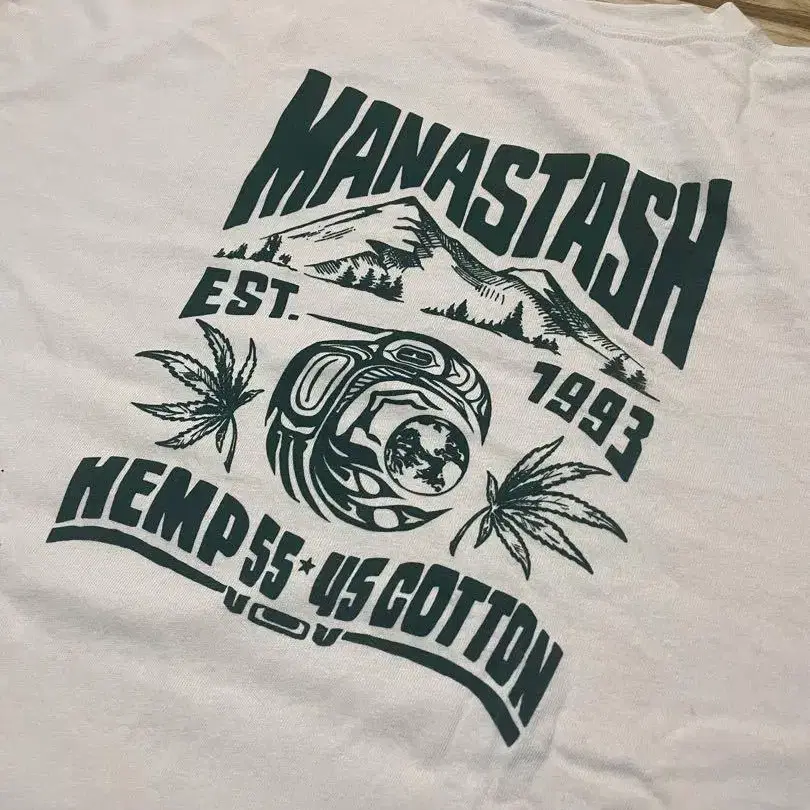 MANASTASH
EST. 1993
HEMP 55★45 COTTON